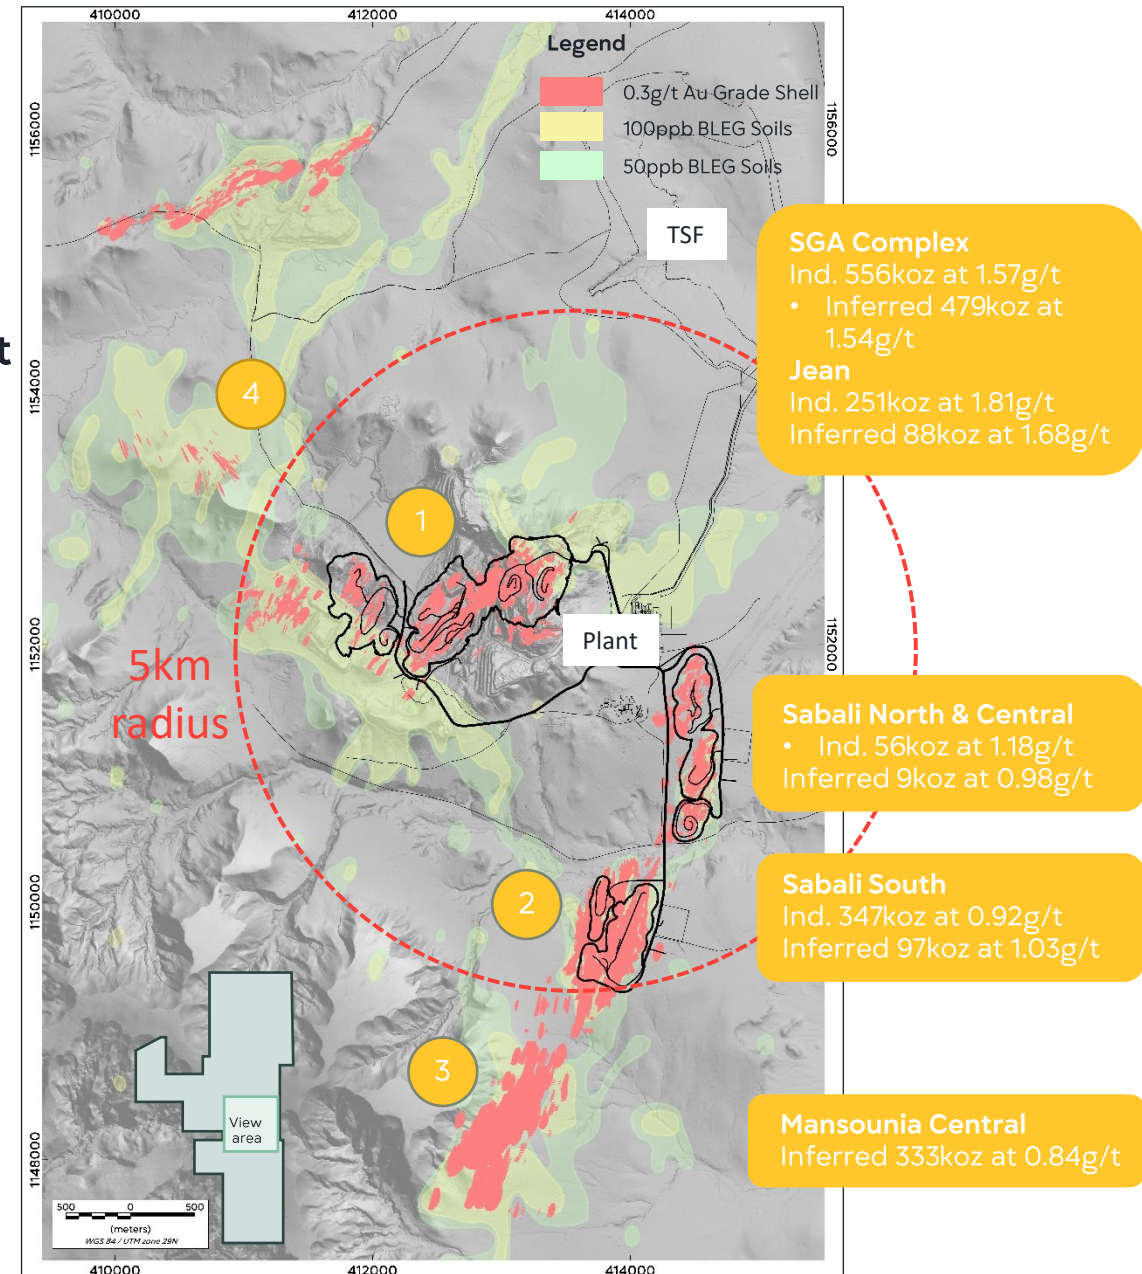 410000
412000
414000
Legend
0.3g/t Au Grade Shell
100ppb BLEG Soils
50ppb BLEG Soils
1156000
1156000
TSF
SGA Complex
Ind. 556koz at 1.57g/t
• Inferred 479koz at
1.54g/t
Jean
Ind. 251koz at 1.81g/t
Inferred 88koz at 1.68g/t
t
4
1154000
1
Plant
1152000
1152000
5km
radius
Sabali North & Central
• Ind. 56koz at 1.18g/t
Inferred 9koz at 0.98g/t
2
1150000
Sabali South
Ind. 347koz at 0.92g/t
Inferred 97koz at 1.03g/t
3
View
area
1148000
Mansounia Central
Inferred 333koz at 0.84g/t
500 0 500
(meters)
WGS 84 / UTM zone 29N
410000
412000
414000